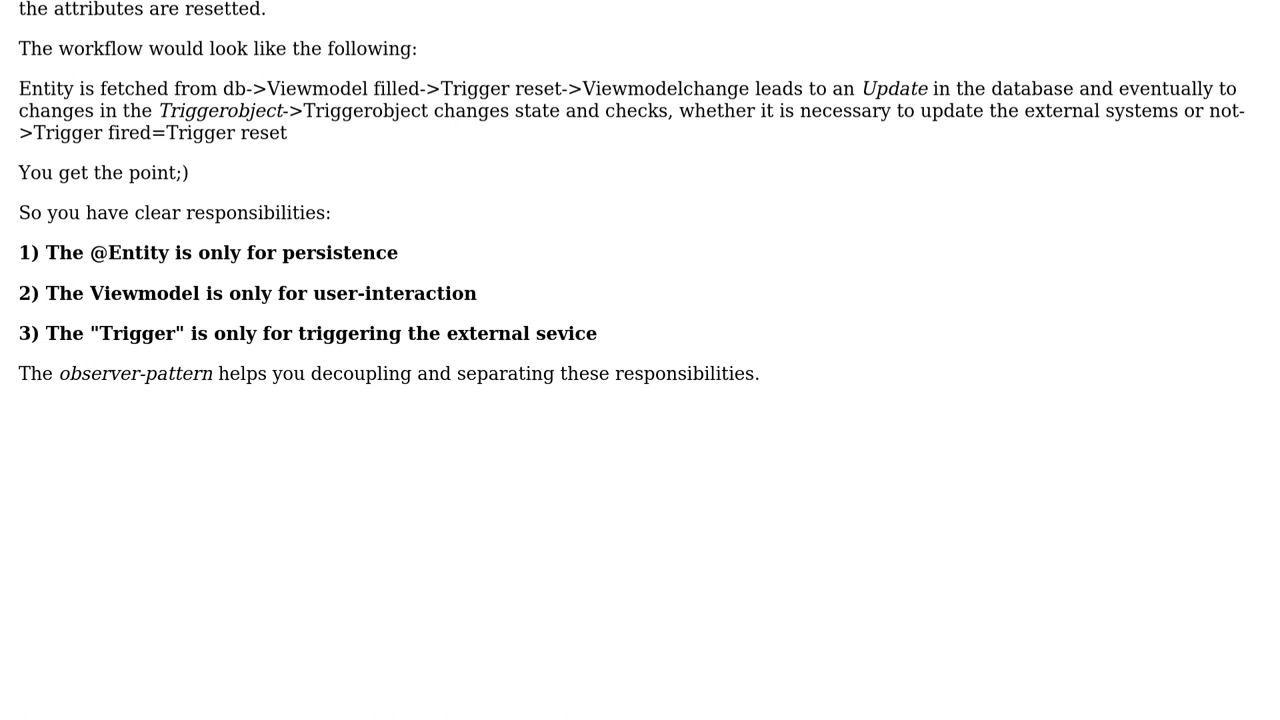 the attributes are resetted.
The workflow would look like the following:
Entity is fetched from db->Viewmodel filled->Trigger reset->Viewmodelchange leads to an Update in the database and eventually to
changes in the Triggerobject->Triggerobject changes state and checks, whether it is necessary to update the external systems or not-
>Trigger fired=Trigger reset
You get the point;)
So you have clear responsibilities:
1) The @Entity is only for persistence
2) The Viewmodel is only for user-interaction
3) The "Trigger" is only for triggering the external sevice
The observer-pattern helps you decoupling and separating these responsibilities.